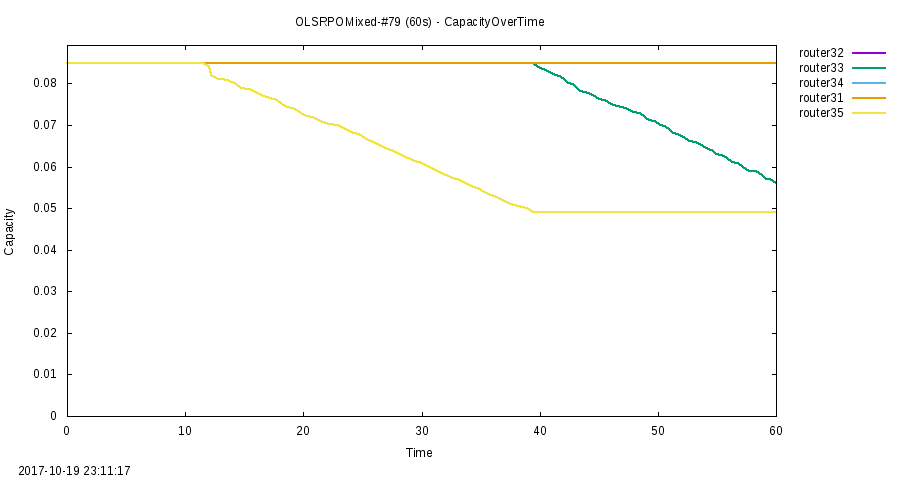 OLSRPOMixed-#79 (60s) - CapacityOverTime
router32
router33
router34
router31
router35
0.08
0.07
0.06
0.05
0.04
0.03
0.02
0.01
0
Capacity
0 10 20 30 40 50 60
Time
2017-10-19 23:11:17